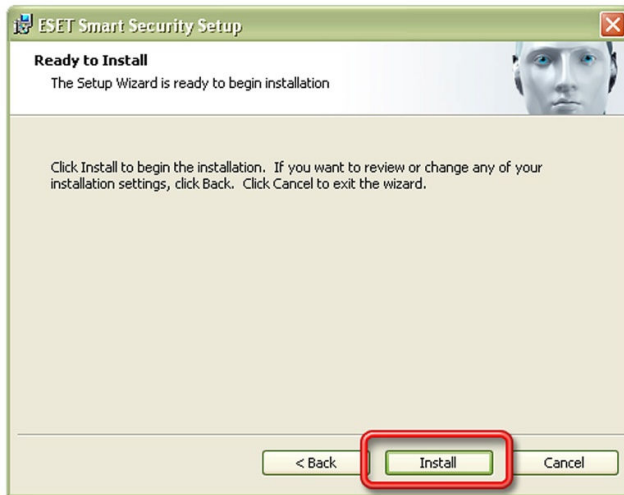 ESET Smart Security Setup
Ready to Install
The Setup Wizard is ready to begin installation
Click Install to begin the installation. If you want to review or change any of your
installation settings, click Back. Click Cancel to exit the wizard.
< Back Install Cancel